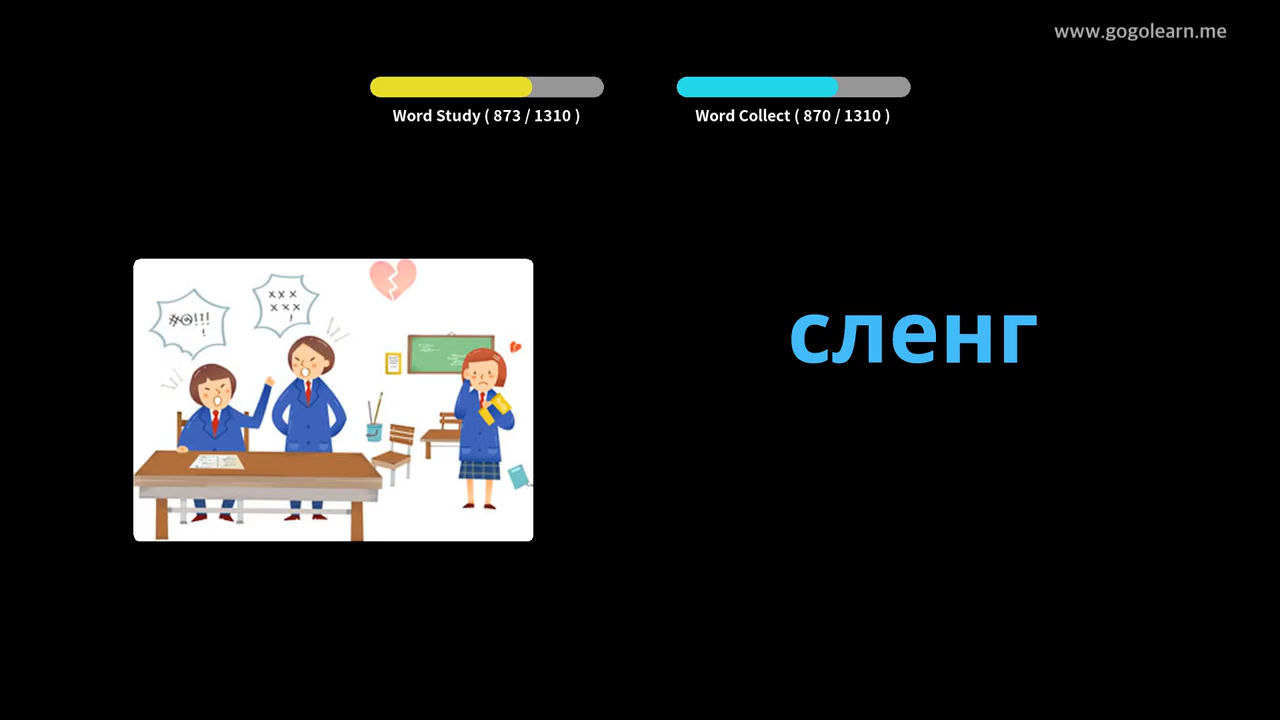 www.gogolearn.me
Word Study ( 873 / 1310 )
Word Collect ( 870 / 1310 )
#@!!!
!
x x x
x x x
!
сленг